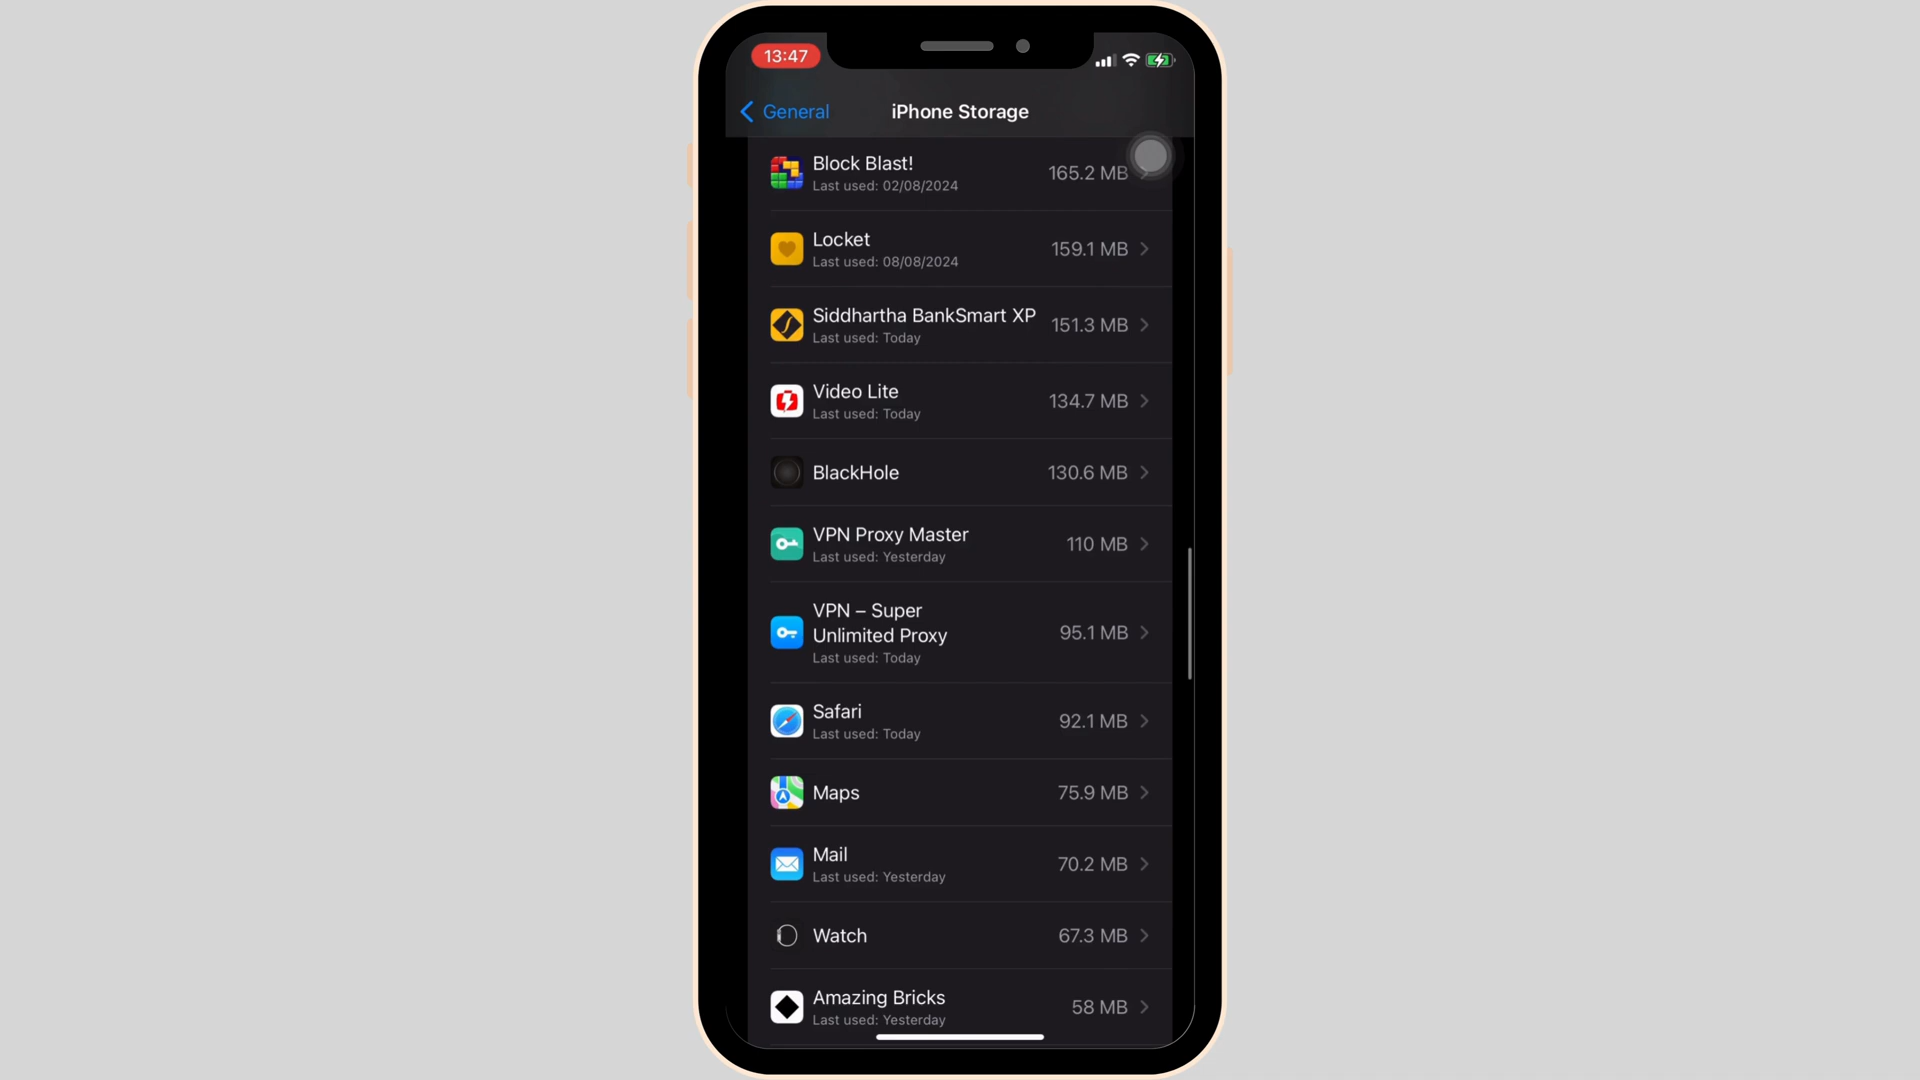 13:47
General
iPhone Storage
Block Blast!
165.2 MB
Last used: 02/08/2024
Locket
159.1 MB
Last used: 08/08/2024
Siddhartha BankSmart XP
151.3 MB
Last used: Today
Video Lite
134.7 MB
Last used: Today
BlackHole
130.6 MB
VPN Proxy Master
110 MB
Last used: Yesterday
VPN – Super
Unlimited Proxy
95.1 MB
Last used: Today
Safari
92.1 MB
Last used: Today
Maps
75.9 MB
Mail
70.2 MB
Last used: Yesterday
Watch
67.3 MB
Amazing Bricks
58 MB
Last used: Yesterday